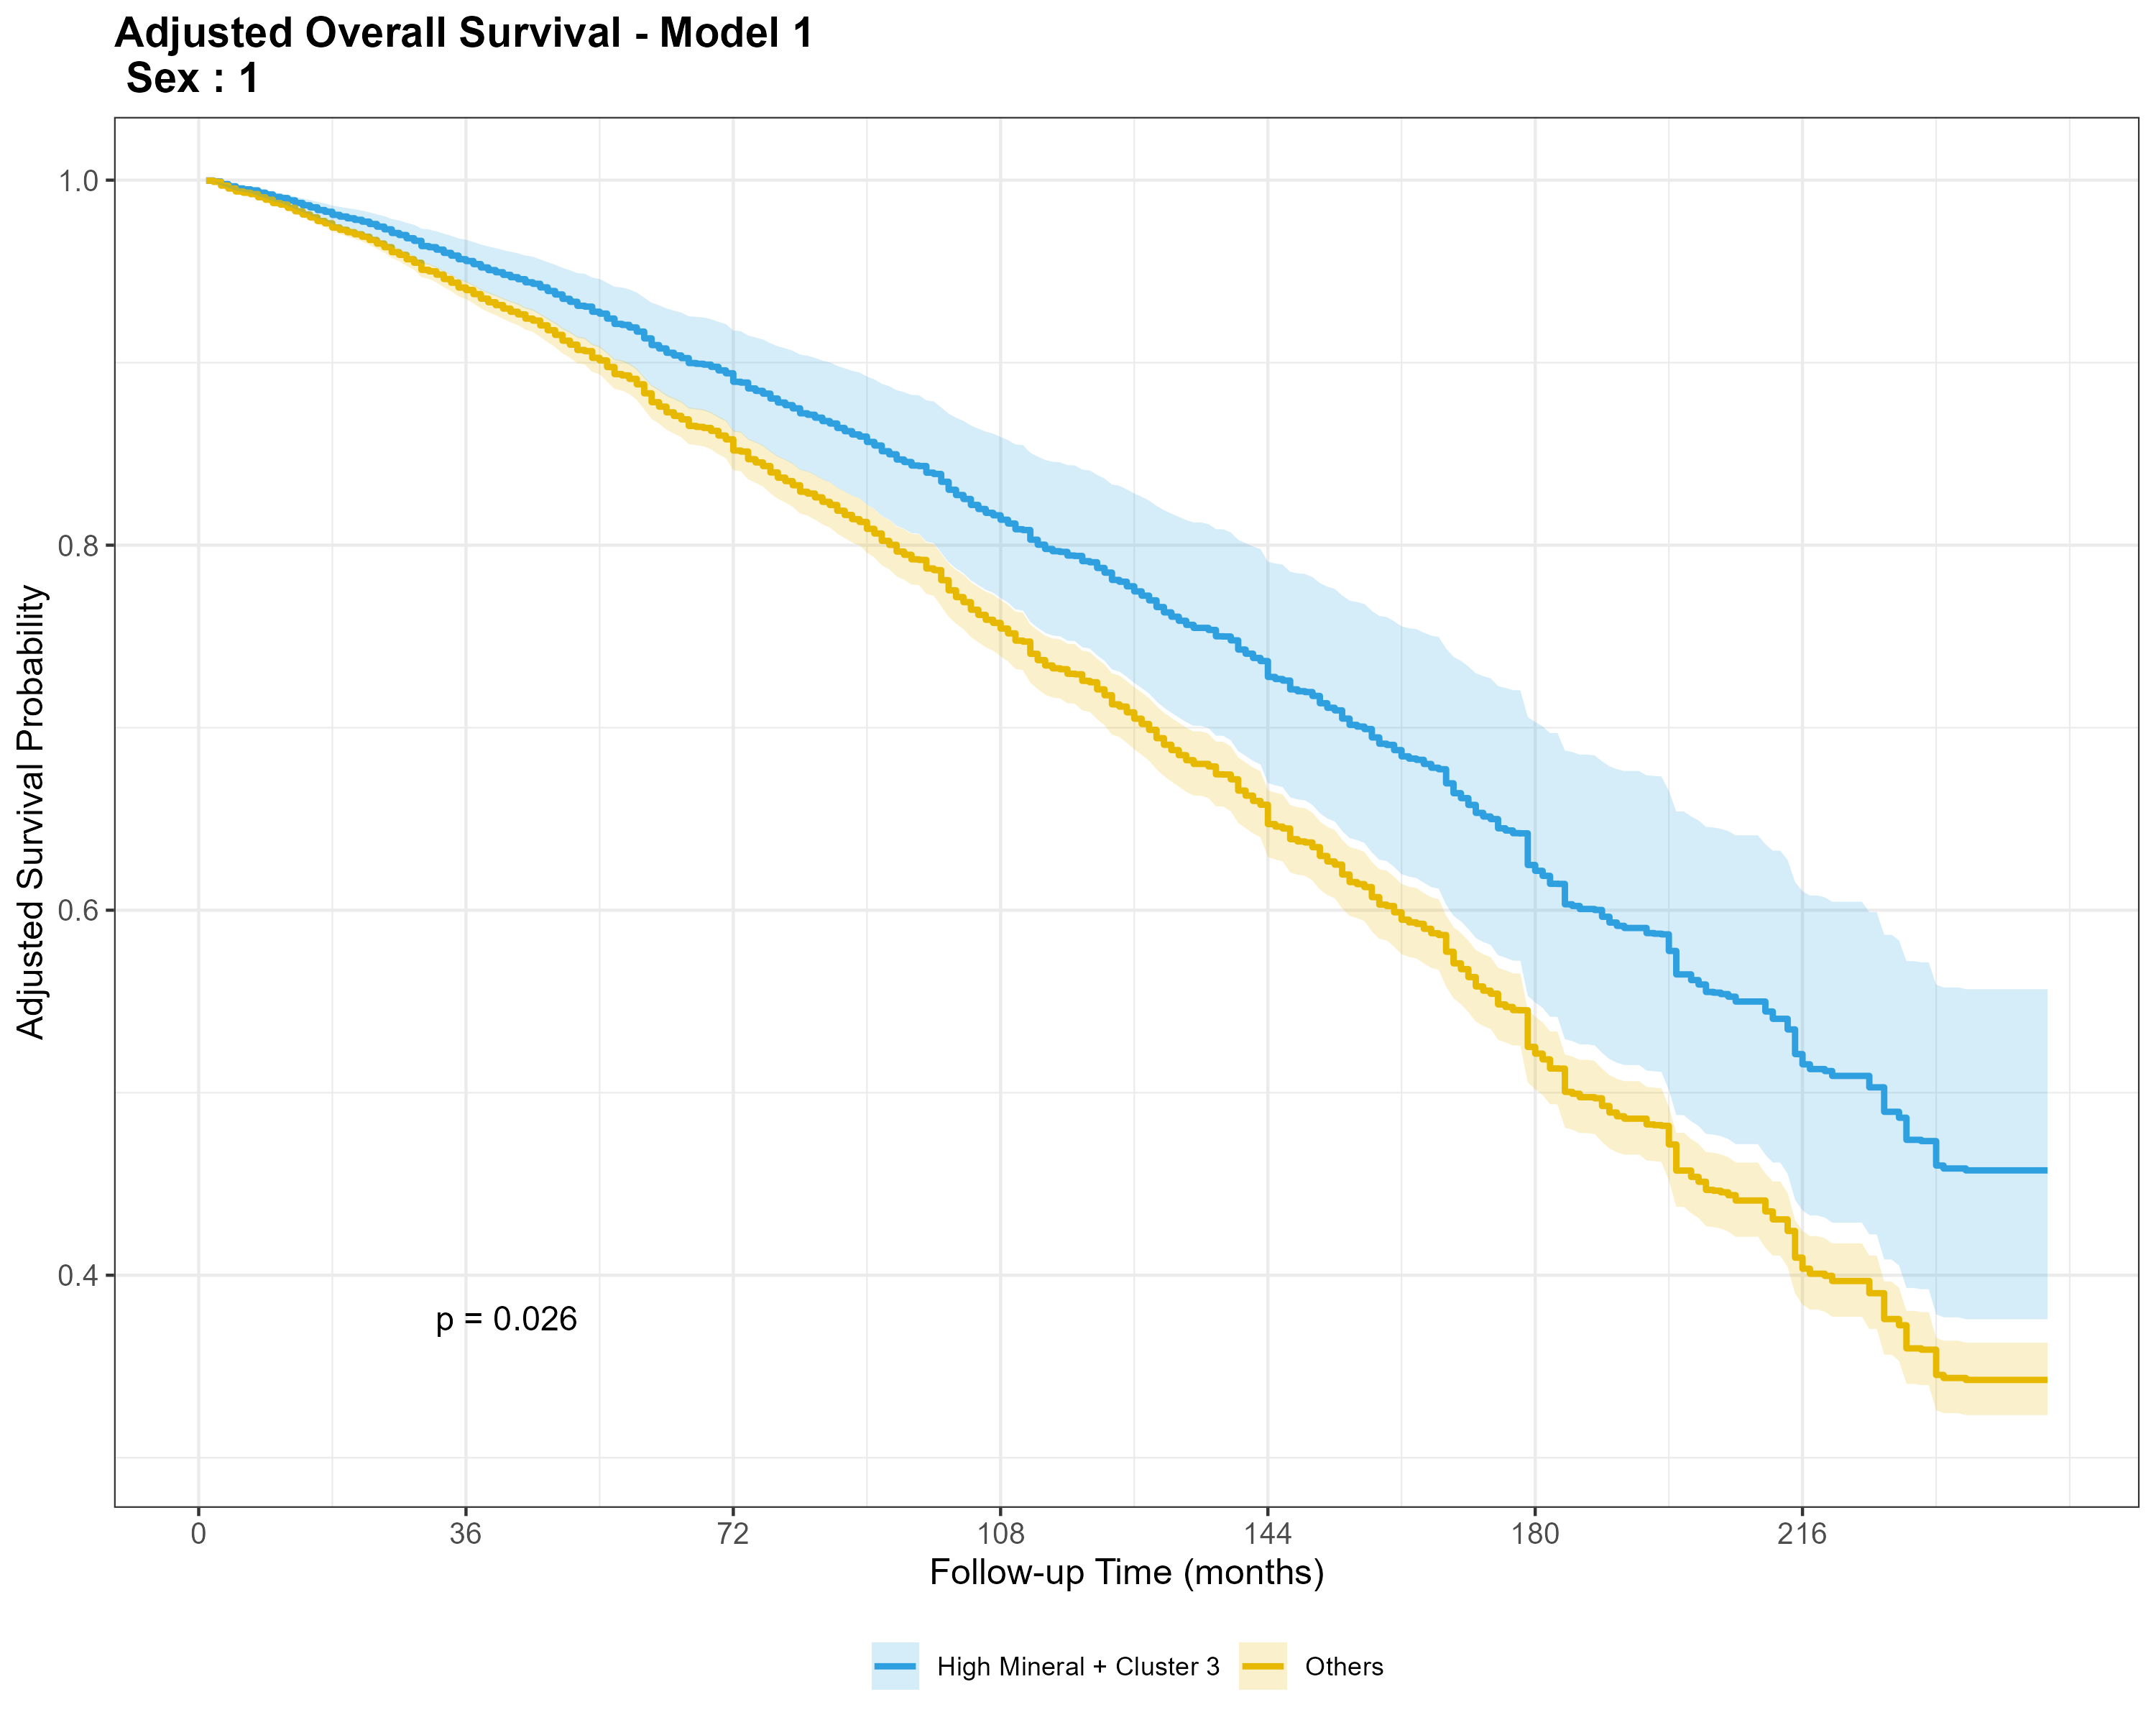 Adjusted Overall Survival - Model 1
Sex : 1
Adjusted Survival Probability
1.0
0.8
0.6
0.4
p = 0.026
0 36 72 108 144 180 216
Follow-up Time (months)
High Mineral + Cluster 3 Others